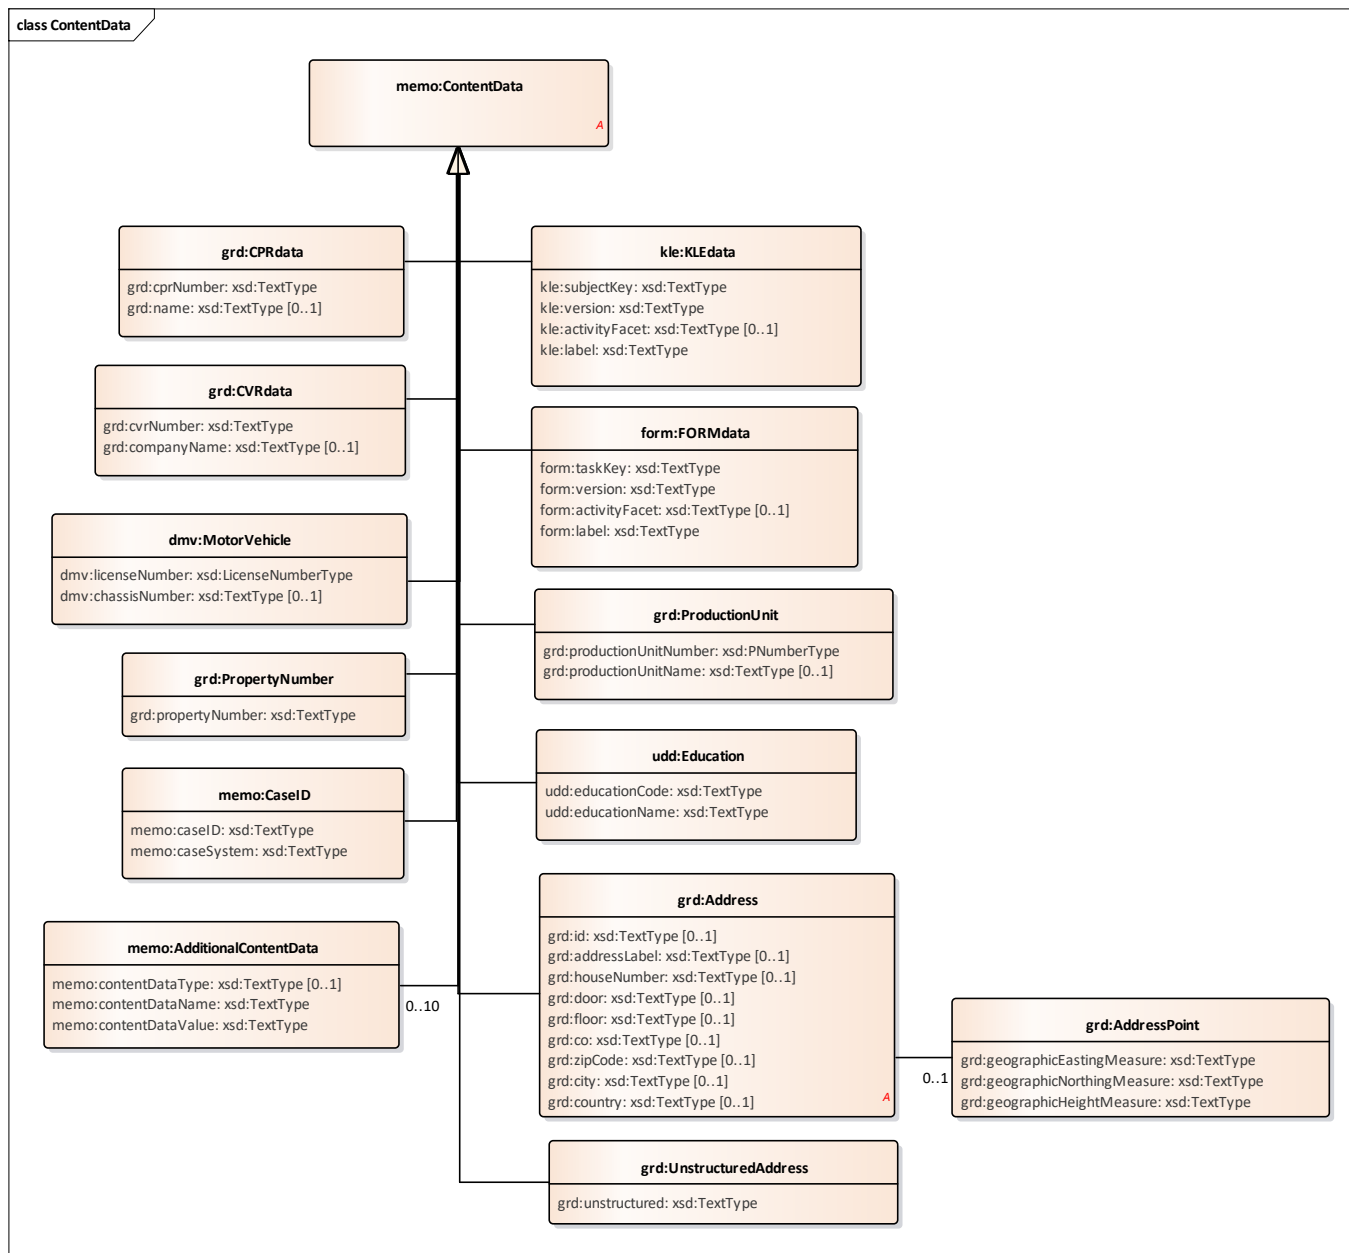 class ContentData
memo:ContentData
A
grd:CPRdata
grd:cprNumber: xsd:TextType
grd:name: xsd:TextType [0..1]
kle:KLEdata
kle:subjectKey: xsd:TextType
kle:version: xsd:TextType
kle:activityFacet: xsd:TextType [0..1]
kle:label: xsd:TextType
grd:CVRdata
grd:cvrNumber: xsd:TextType
grd:companyName: xsd:TextType [0..1]
form:FORMdata
form:taskKey: xsd:TextType
form:version: xsd:TextType
form:activityFacet: xsd:TextType [0..1]
form:label: xsd:TextType
dmv:MotorVehicle
dmv:licenseNumber: xsd:LicenseNumberType
dmv:chassisNumber: xsd:TextType [0..1]
grd:ProductionUnit
grd:productionUnitNumber: xsd:PNumberType
grd:productionUnitName: xsd:TextType [0..1]
grd:PropertyNumber
grd:propertyNumber: xsd:TextType
udd:Education
udd:educationCode: xsd:TextType
udd:educationName: xsd:TextType
memo:CaseID
memo:caseID: xsd:TextType
memo:caseSystem: xsd:TextType
grd:Address
grd:id: xsd:TextType [0..1]
grd:addressLabel: xsd:TextType [0..1]
grd:houseNumber: xsd:TextType [0..1]
grd:door: xsd:TextType [0..1]
grd:floor: xsd:TextType [0..1]
grd:co: xsd:TextType [0..1]
grd:zipCode: xsd:TextType [0..1]
grd:city: xsd:TextType [0..1]
grd:country: xsd:TextType [0..1]
A
memo:AdditionalContentData
memo:contentDataType: xsd:TextType [0..1]
memo:contentDataName: xsd:TextType
memo:contentDataValue: xsd:TextType
0..10
grd:AddressPoint
grd:geographicEastingMeasure: xsd:TextType
grd:geographicNorthingMeasure: xsd:TextType
grd:geographicHeightMeasure: xsd:TextType
0..1
grd:UnstructuredAddress
grd:unstructured: xsd:TextType